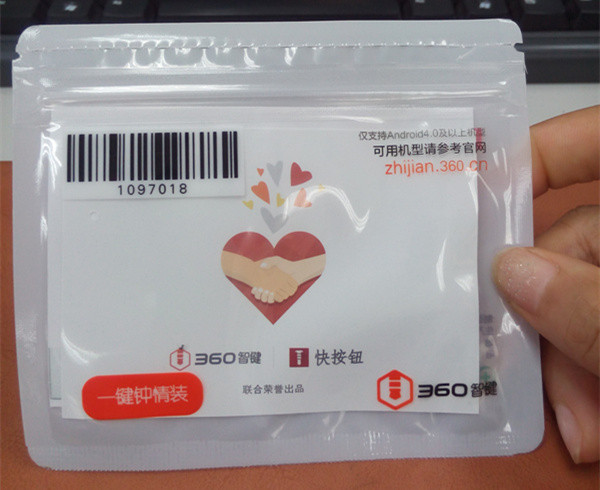 仅支持Android4.0及以上机型
可用机型请参考官网
zhijian.360.cn
1097018
360智键 快按钮
联合荣誉出品
一键钟情装
360智键